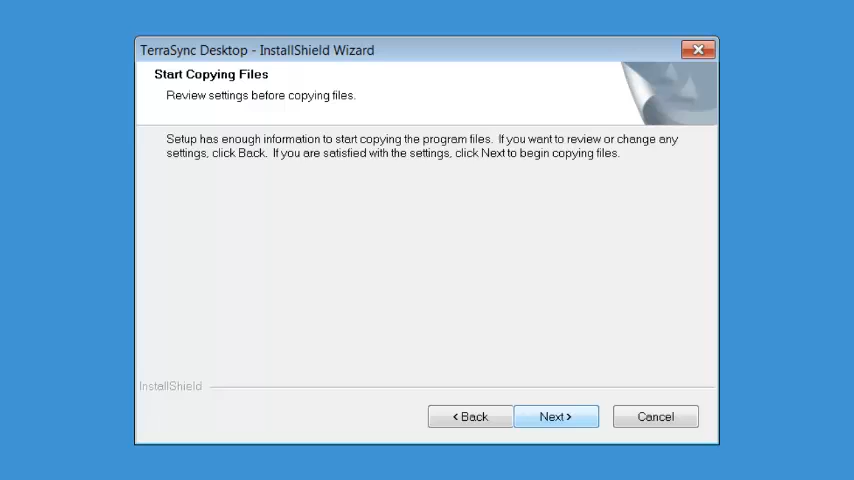 TerraSync Desktop - InstallShield Wizard
Start Copying Files
Review settings before copying files.
Setup has enough information to start copying the program files. If you want to review or change any
settings, click Back. If you are satisfied with the settings, click Next to begin copying files.
InstallShield
< Back Next > Cancel